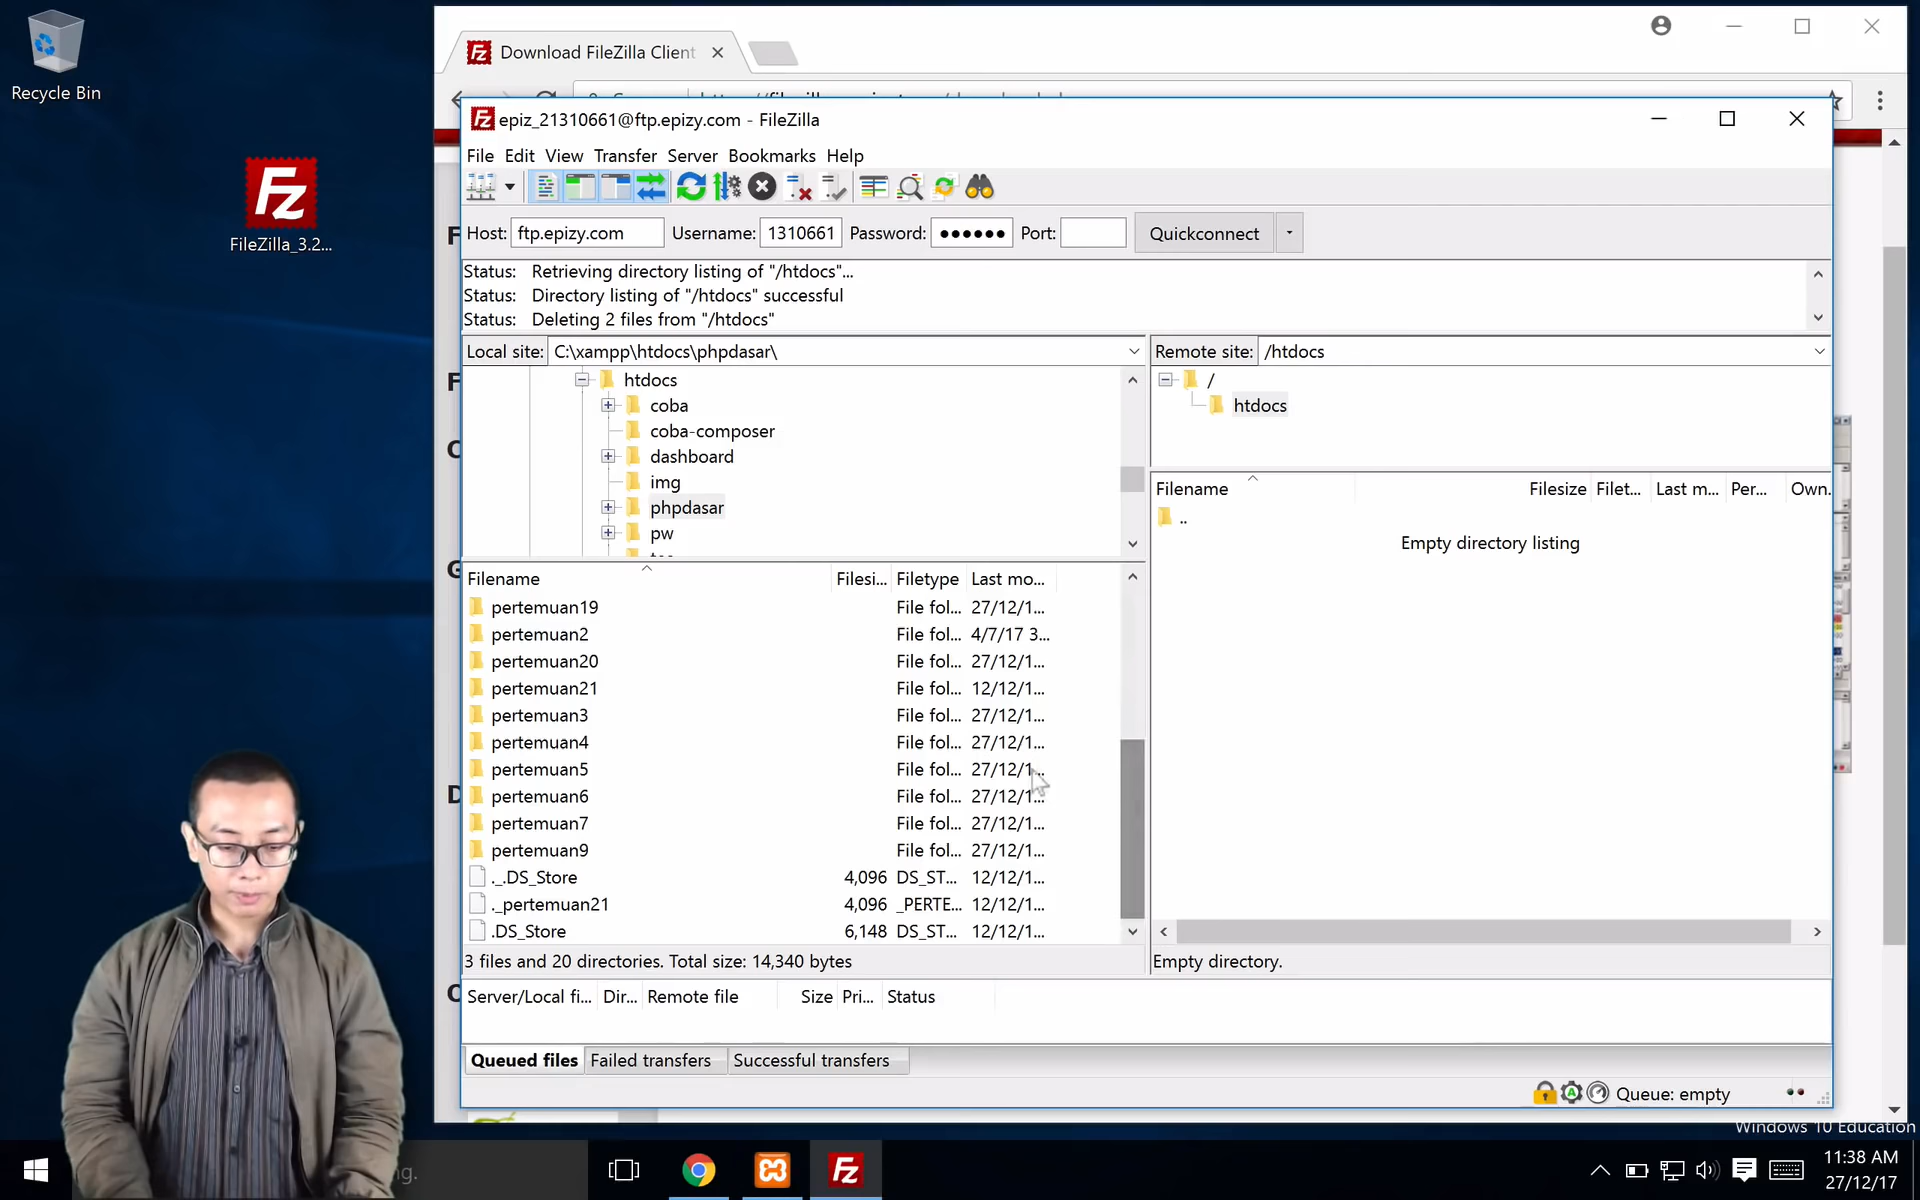 Recycle Bin
FileZilla_3.2...
Download FileZilla Client
epiz_21310661@ftp.epizy.com - FileZilla
File Edit View Transfer Server Bookmarks Help
Host: ftp.epizy.com Username: 1310661 Password: ●●●●●● Port: Quickconnect
Status: Retrieving directory listing of "/htdocs"...
Status: Directory listing of "/htdocs" successful
Status: Deleting 2 files from "/htdocs"
Local site: C:\xampp\htdocs\phpdasar\
htdocs
coba
coba-composer
dashboard
img
phpdasar
pw
Remote site: /htdocs
/
htdocs
Filename Filesize Filet... Last m... Per... Own.
..
Empty directory listing
Empty directory.
Filename Filesi... Filetype Last mo...
pertemuan19 File fol... 27/12/1...
pertemuan2 File fol... 4/7/17 3...
pertemuan20 File fol... 27/12/1...
pertemuan21 File fol... 12/12/1...
pertemuan3 File fol... 27/12/1...
pertemuan4 File fol... 27/12/1...
pertemuan5 File fol... 27/12/1...
pertemuan6 File fol... 27/12/1...
pertemuan7 File fol... 27/12/1...
pertemuan9 File fol... 27/12/1...
._.DS_Store 4,096 DS_ST... 12/12/1...
._pertemuan21 4,096 _PERTE... 12/12/1...
.DS_Store 6,148 DS_ST... 12/12/1...
3 files and 20 directories. Total size: 14,340 bytes
Server/Local fi... Dir... Remote file Size Pri... Status
Queued files Failed transfers Successful transfers
Queue: empty
Windows 10 Education
11:38 AM
27/12/17